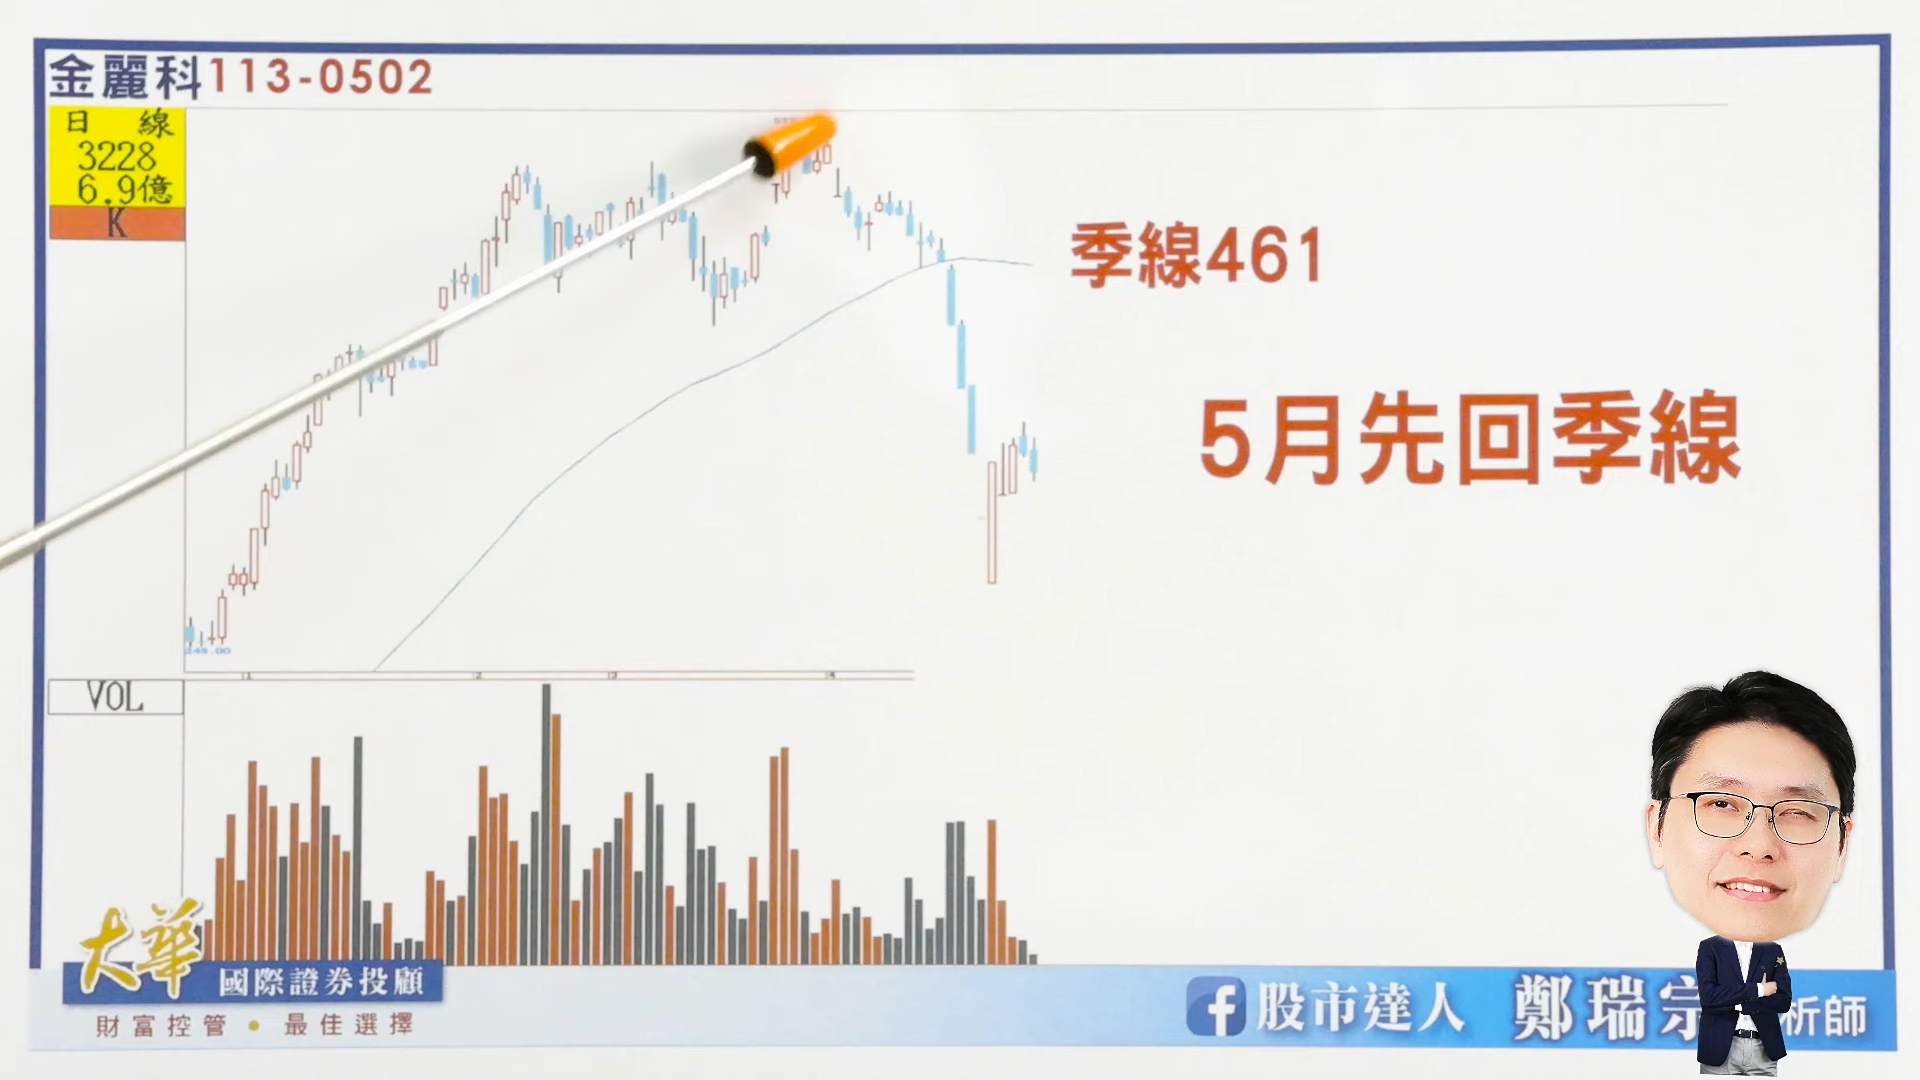 金麗科113-0502
日 線
3228
6.9億
K
季線461
5月先回季線
249.00
VOL
大華
國際證券投顧
財富控管•最佳選擇
股市達人 鄭瑞宗 析師